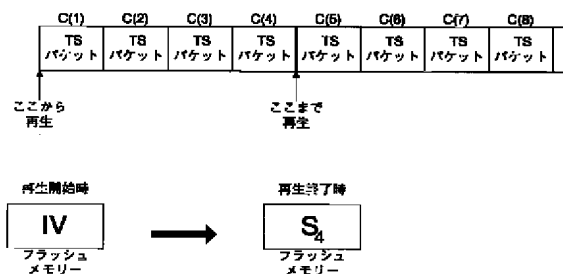 C(1) C(2) C(3) C(4) C(5) C(6) C(7) C(8)
TS TS TS TS TS TS TS TS
パケット パケット パケット パケット パケット パケット パケット パケット
ここから ここまで
再生 再生
再生開始時 再生終了時
IV S4
フラッシュ フラッシュ
メモリー メモリー